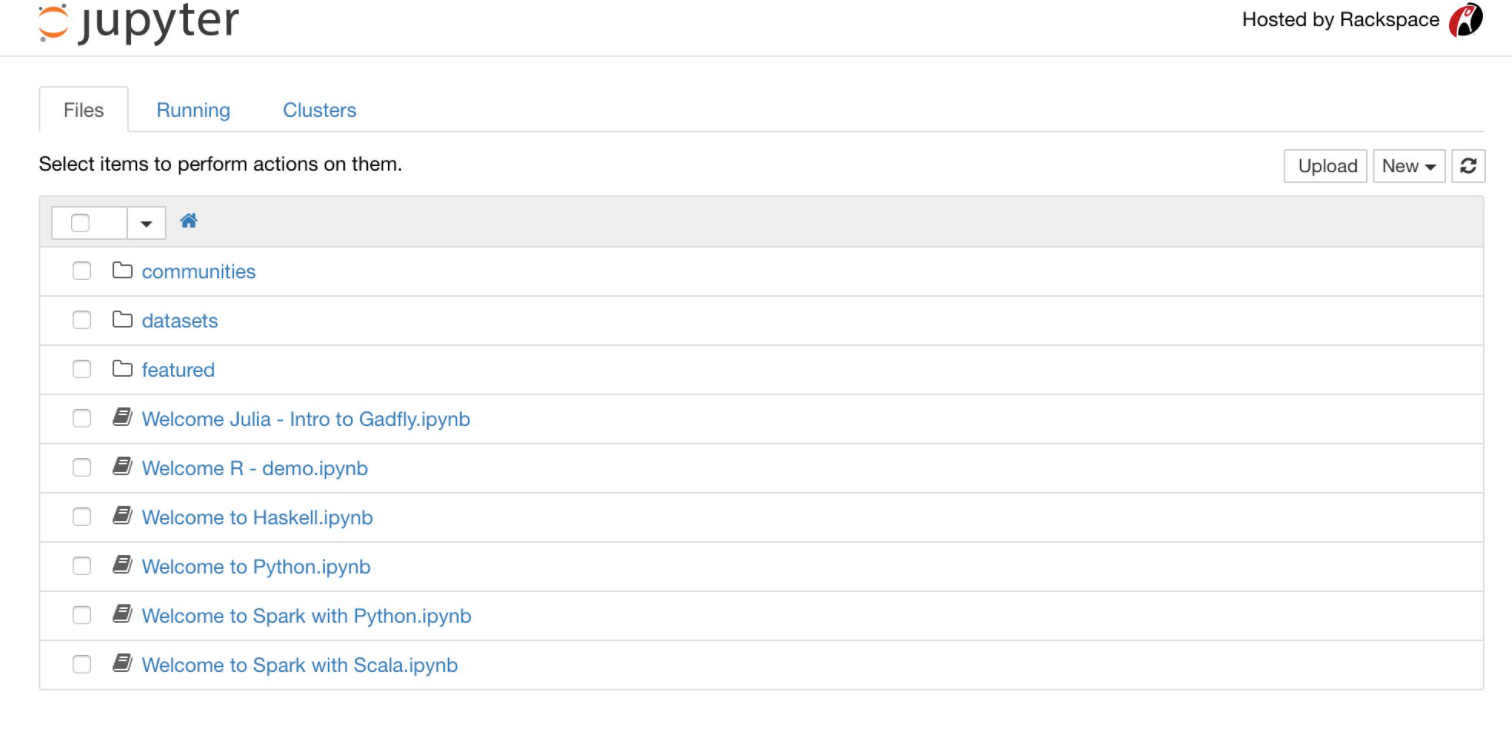 jupyter
Hosted by Rackspace
Files Running Clusters
Select items to perform actions on them.
Upload New
communities
datasets
featured
Welcome Julia - Intro to Gadfly.ipynb
Welcome R - demo.ipynb
Welcome to Haskell.ipynb
Welcome to Python.ipynb
Welcome to Spark with Python.ipynb
Welcome to Spark with Scala.ipynb